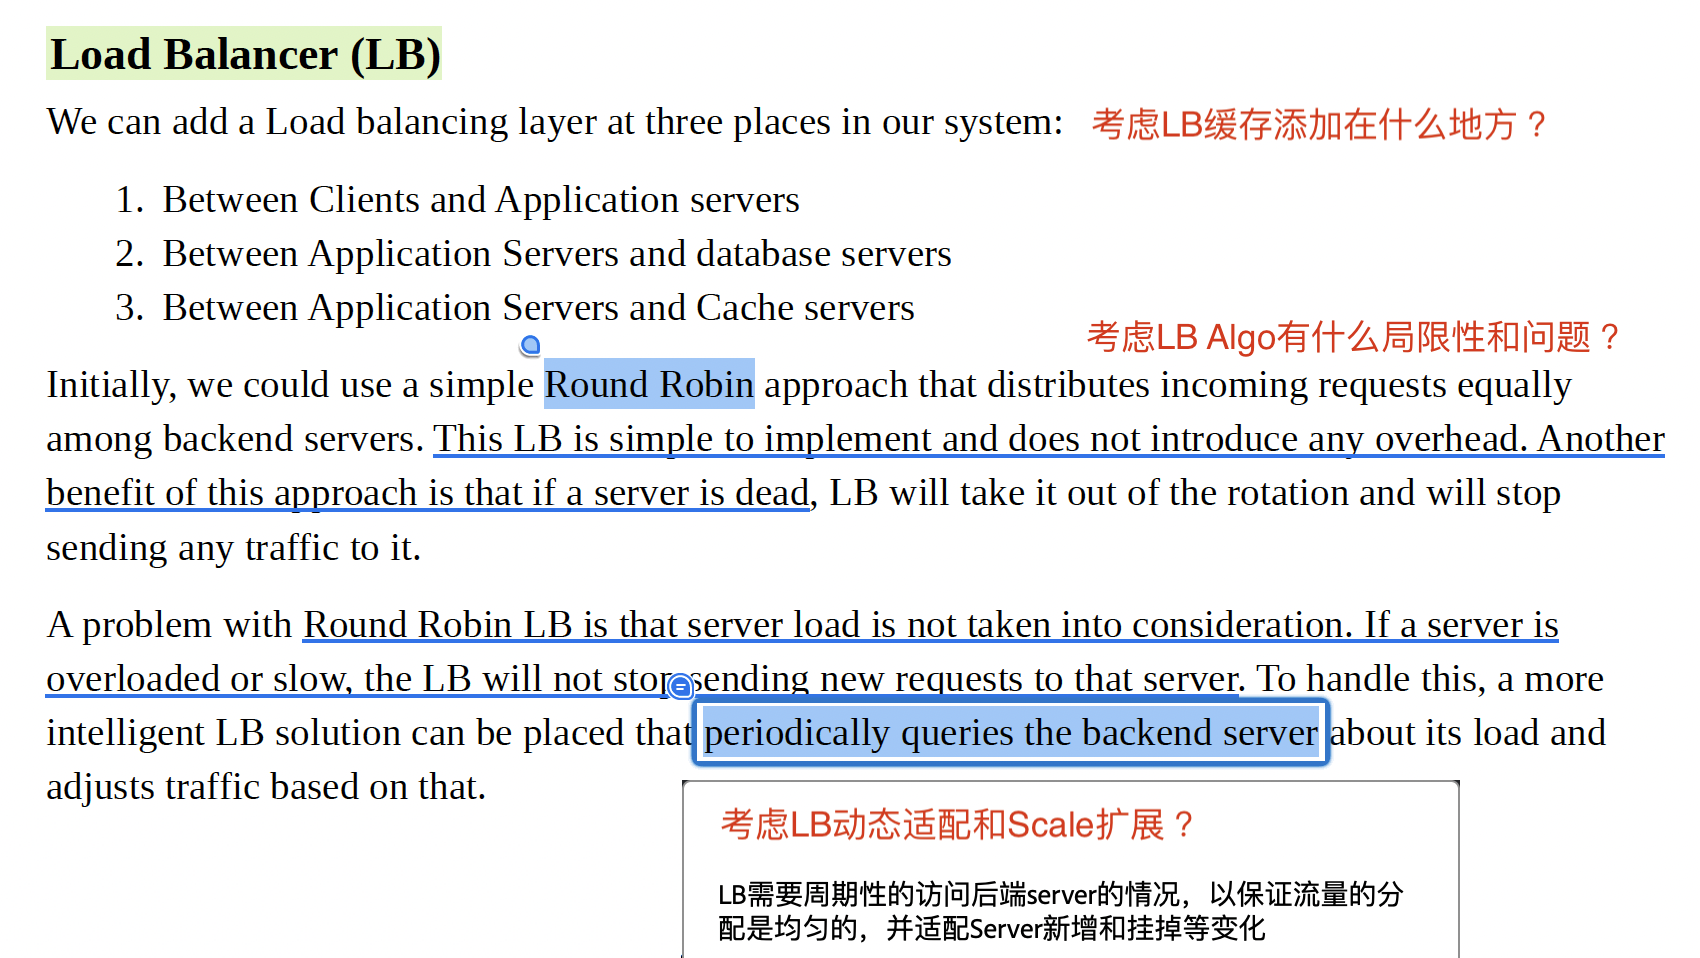 Load Balancer (LB)
We can add a Load balancing layer at three places in our system:
考虑LB缓存添加在什么地方？
1. Between Clients and Application servers
2. Between Application Servers and database servers
3. Between Application Servers and Cache servers
考虑LB Algo有什么局限性和问题？
Initially, we could use a simple Round Robin approach that distributes incoming requests equally
among backend servers. This LB is simple to implement and does not introduce any overhead. Another
benefit of this approach is that if a server is dead, LB will take it out of the rotation and will stop
sending any traffic to it.
A problem with Round Robin LB is that server load is not taken into consideration. If a server is
overloaded or slow, the LB will not stop sending new requests to that server. To handle this, a more
intelligent LB solution can be placed that periodically queries the backend server about its load and
adjusts traffic based on that.
考虑LB动态适配和Scale扩展？
LB需要周期性的访问后端server的情况，以保证流量的分
配是均匀的，并适配Server新增和挂掉等变化